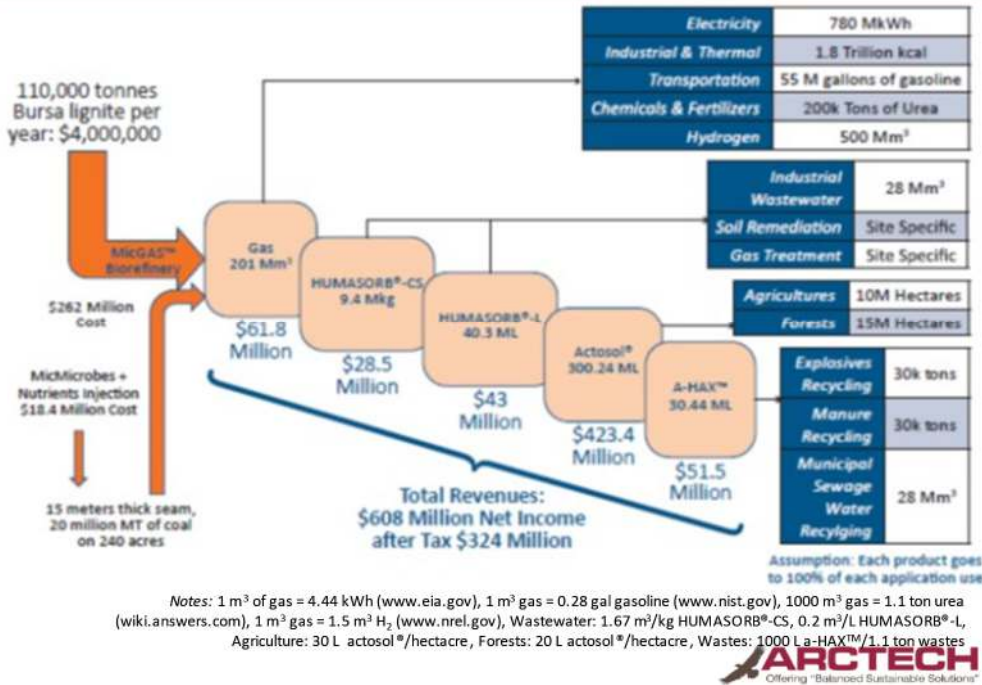 Electricity 780 MkWh
Industrial & Thermal 1.8 Trillion kcal
Transportation 55 M gallons of gasoline
Chemicals & Fertilizers 200k Tons of Urea
Hydrogen 500 Mm³
110,000 tonnes
Bursa lignite per
year: $4,000,000
MicGAS™
Biorefinery
$262 Million
Cost
MicMicrobes +
Nutrients Injection
$18.4 Million Cost
15 meters thick seam,
20 million MT of coal
on 240 acres
Gas
201 Mm³
$61.8
Million
HUMASORB®-CS
9.4 Mkg
$28.5
Million
HUMASORB®-L
40.3 ML
$43
Million
Actosol®
300.24 ML
$423.4
Million
A-HAX™
30.44 ML
$51.5
Million
Industrial
Wastewater
28 Mm³
Soil Remediation Site Specific
Gas Treatment Site Specific
Agricultures 10M Hectares
Forests 15M Hectares
Explosives
Recycling
30k tons
Manure
Recycling
30k tons
Municipal
Sewage
Water
Recylging
28 Mm³
Total Revenues:
$608 Million Net Income
after Tax $324 Million
Assumption: Each product goes
to 100% of each application use
Notes: 1 m³ of gas = 4.44 kWh (www.eia.gov), 1 m³ gas = 0.28 gal gasoline (www.nist.gov), 1000 m³ gas = 1.1 ton urea
(wiki.answers.com), 1 m³ gas = 1.5 m³ H₂ (www.nrel.gov), Wastewater: 1.67 m³/kg HUMASORB®-CS, 0.2 m³/L HUMASORB®-L,
Agriculture: 30 L actosol®/hectacre, Forests: 20 L actosol®/hectacre, Wastes: 1000 L a-HAX™/1.1 ton wastes
ARCTECH
Offering "Balanced Sustainable Solutions"